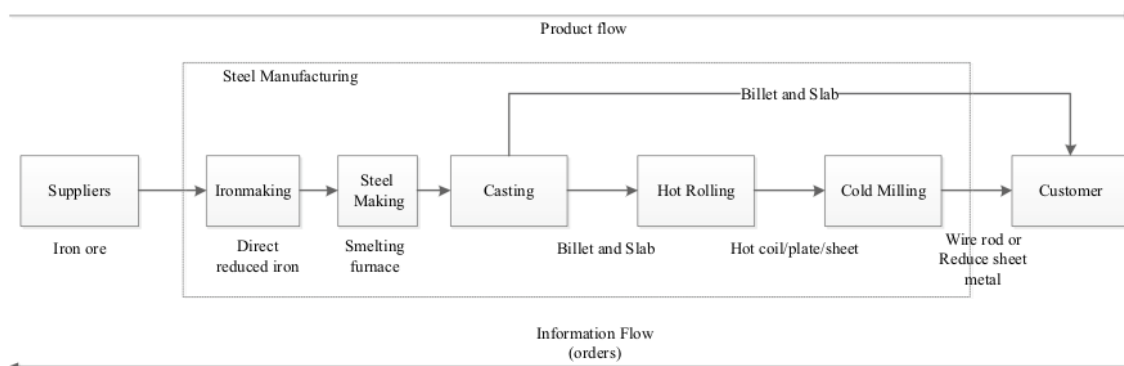 Product flow
Steel Manufacturing
Billet and Slab
Suppliers
Ironmaking
Steel
Making
Casting
Hot Rolling
Cold Milling
Customer
Iron ore
Direct
reduced iron
Smelting
furnace
Billet and Slab
Hot coil/plate/sheet
Wire rod or
Reduce sheet
metal
Information Flow
(orders)